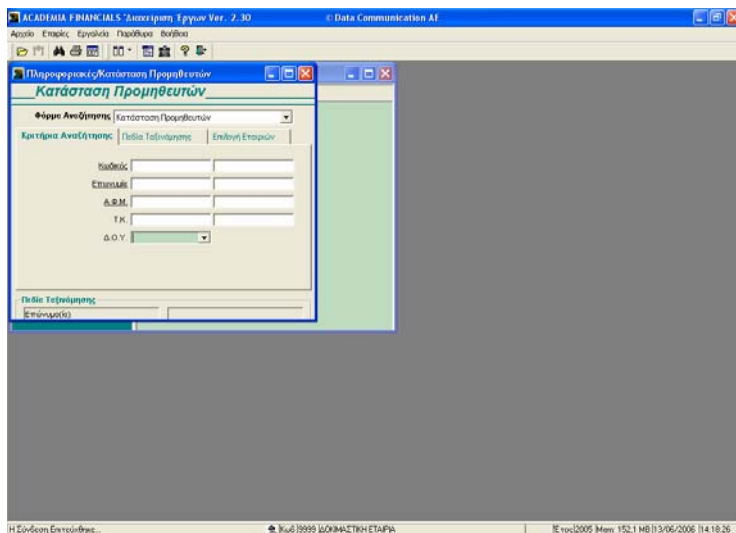 ACADEMIA FINANCIALS "Διαχείριση Έργων Ver. 2.30 © Data Communication AE
Αρχείο Εταιρίες Εργαλεία Παράθυρα Βοήθεια
Πληροφοριακές/Κατάσταση Προμηθευτών
Κατάσταση Προμηθευτών
Φόρμα Αναζήτησης Κατάσταση Προμηθευτών
Κριτήρια Αναζήτησης Πεδία Ταξινόμησης Επιλογή Εταιριών
Κωδικός
Επωνυμία
Α.Φ.Μ.
Τ.Κ.
Δ.Ο.Υ.
Πεδία Ταξινόμησης
Επώνυμο(ία)
Η Σύνδεση Επιτεύχθηκε... Κωδ 9999 ΔΟΚΙΜΑΣΤΙΚΗ ΕΤΑΙΡΙΑ Έτος 2005 Mem: 152,1 MB 13/06/2006 14:18:26